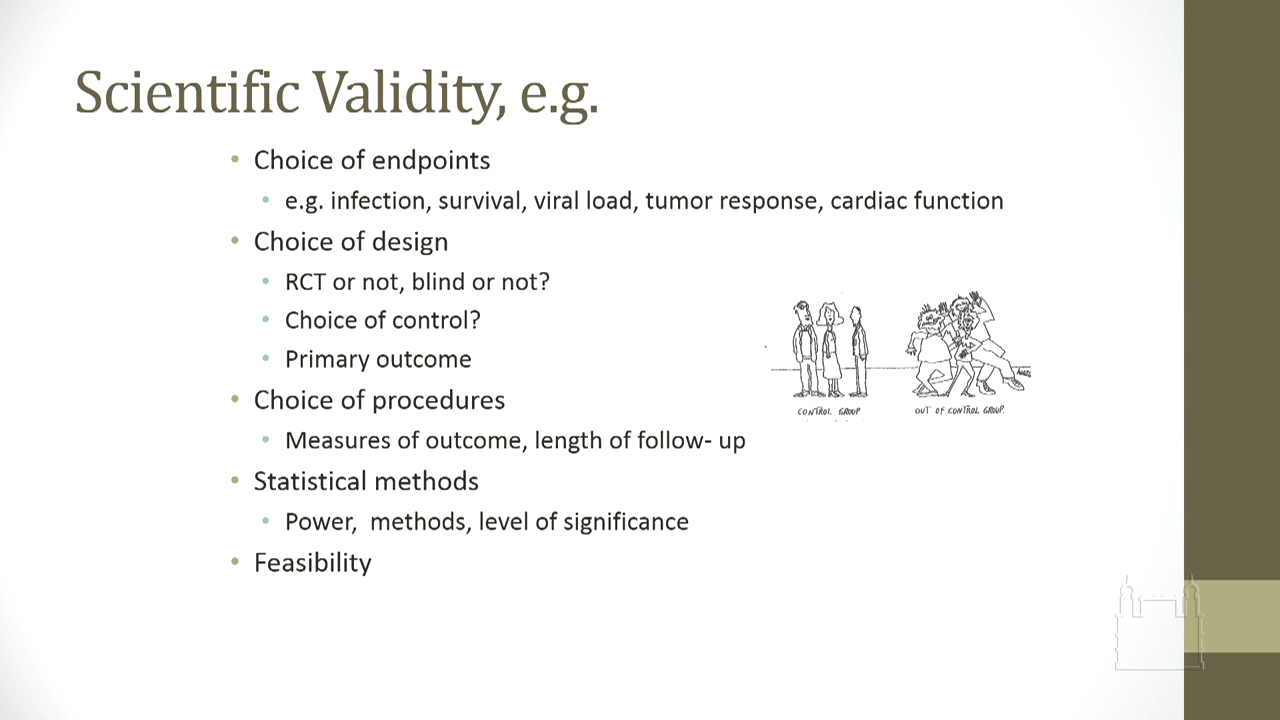 Scientific Validity, e.g.
• Choice of endpoints
• e.g. infection, survival, viral load, tumor response, cardiac function
• Choice of design
• RCT or not, blind or not?
• Choice of control?
• Primary outcome
• Choice of procedures
• Measures of outcome, length of follow- up
• Statistical methods
• Power,  methods, level of significance
• Feasibility
CONTROL GROUP
OUT OF CONTROL GROUP.